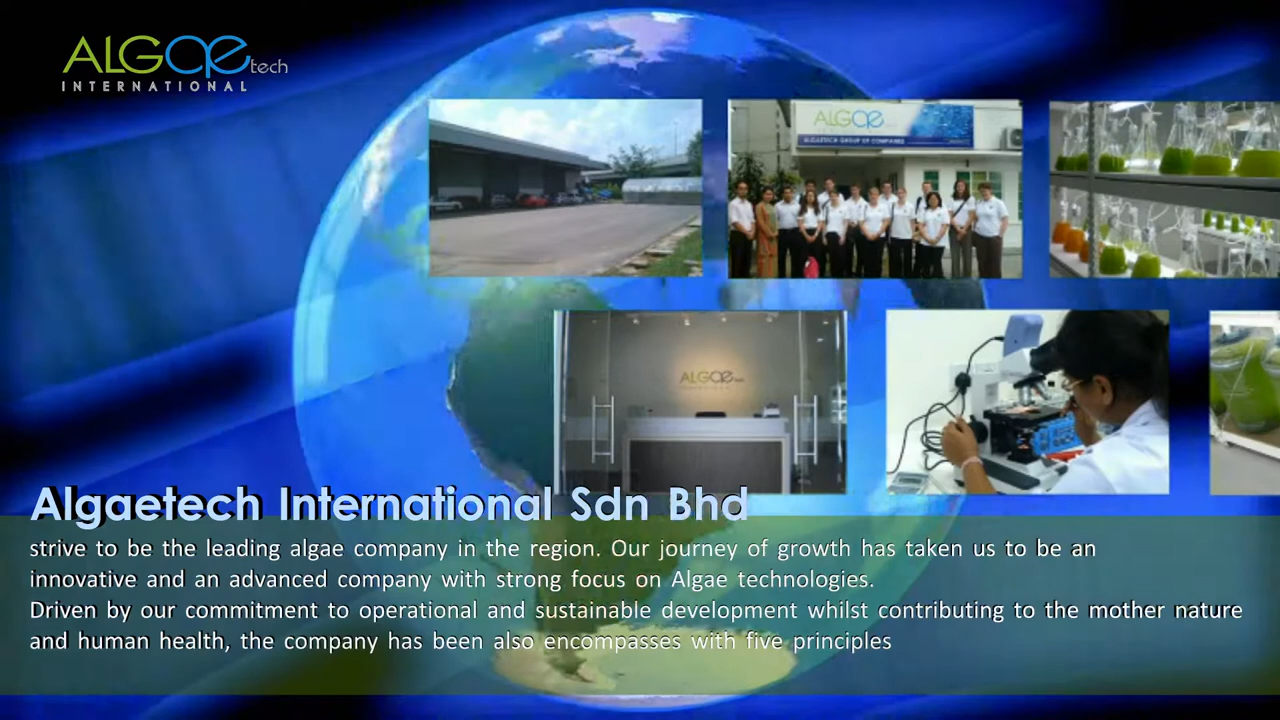 ALGae tech
INTERNATIONAL
ALGae
ALGAETECH GROUP OF COMPANIES
ALGae tech
Algaetech International Sdn Bhd
strive to be the leading algae company in the region. Our journey of growth has taken us to be an
innovative and an advanced company with strong focus on Algae technologies.
Driven by our commitment to operational and sustainable development whilst contributing to the mother nature
and human health, the company has been also encompasses with five principles